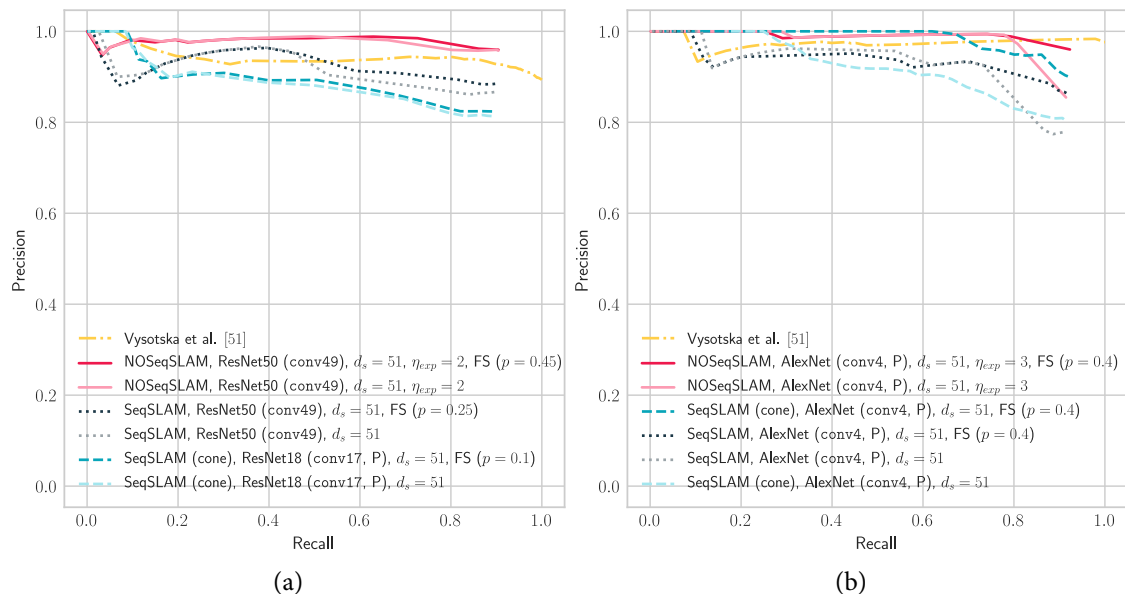 1.0
0.8
0.6
0.4
0.2
0.0
Precision
Vysotska et al. [51]
NOSeqSLAM, ResNet50 (conv49), d_s = 51, η_exp = 2, FS (p = 0.45)
NOSeqSLAM, ResNet50 (conv49), d_s = 51, η_exp = 2
SeqSLAM, ResNet50 (conv49), d_s = 51, FS (p = 0.25)
SeqSLAM, ResNet50 (conv49), d_s = 51
SeqSLAM (cone), ResNet18 (conv17, P), d_s = 51, FS (p = 0.1)
SeqSLAM (cone), ResNet18 (conv17, P), d_s = 51
0.0 0.2 0.4 0.6 0.8 1.0
Recall
(a)
1.0
0.8
0.6
0.4
0.2
0.0
Precision
Vysotska et al. [51]
NOSeqSLAM, AlexNet (conv4, P), d_s = 51, η_exp = 3, FS (p = 0.4)
NOSeqSLAM, AlexNet (conv4, P), d_s = 51, η_exp = 3
SeqSLAM (cone), AlexNet (conv4, P), d_s = 51, FS (p = 0.4)
SeqSLAM, AlexNet (conv4, P), d_s = 51, FS (p = 0.4)
SeqSLAM, AlexNet (conv4, P), d_s = 51
SeqSLAM (cone), AlexNet (conv4, P), d_s = 51
0.0 0.2 0.4 0.6 0.8 1.0
Recall
(b)